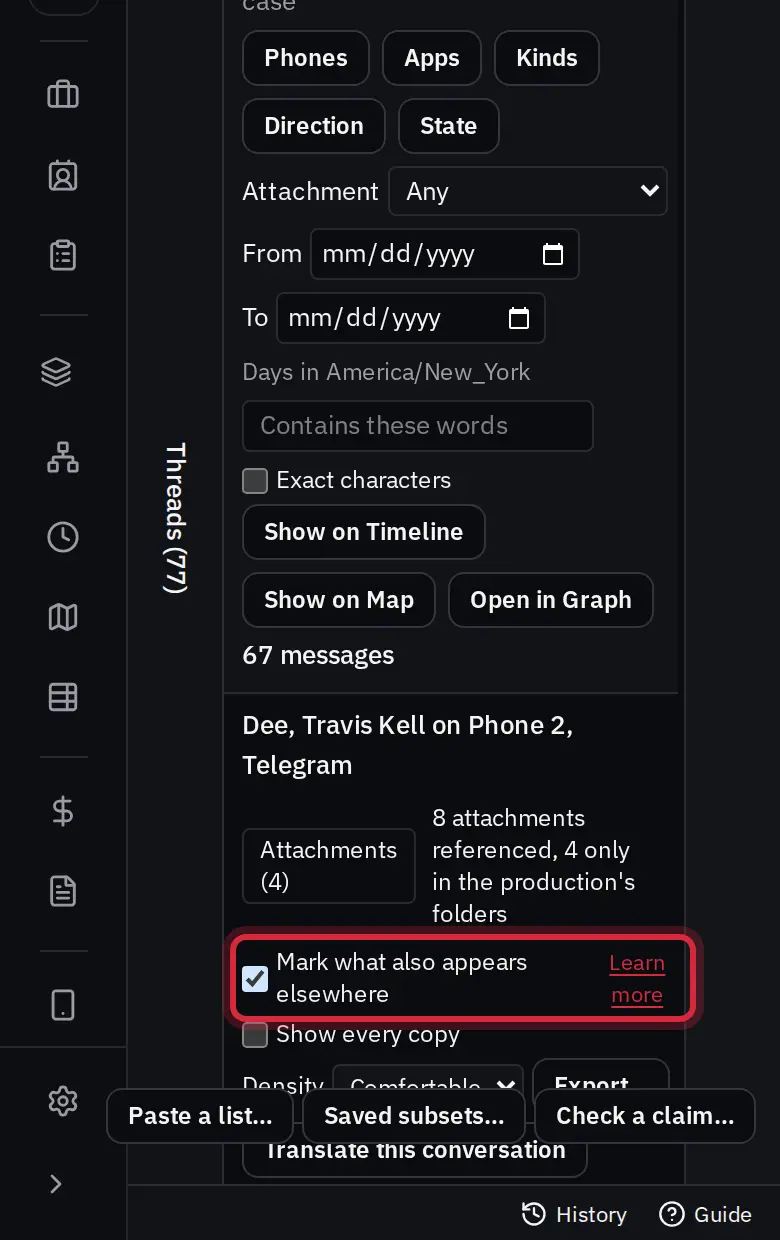 case
Phones
Apps
Kinds
Direction
State
Attachment Any
From mm/dd/yyyy
To mm/dd/yyyy
Days in America/New_York
Contains these words
Exact characters
Show on Timeline
Show on Map
Open in Graph
67 messages
Threads (77)
Dee, Travis Kell on Phone 2,
Telegram
Attachments
(4)
8 attachments
referenced, 4 only
in the production's
folders
Mark what also appears
elsewhere
Learn
more
Show every copy
Density Comfortable
Export
Paste a list...
Saved subsets...
Check a claim...
Translate this conversation
History
Guide